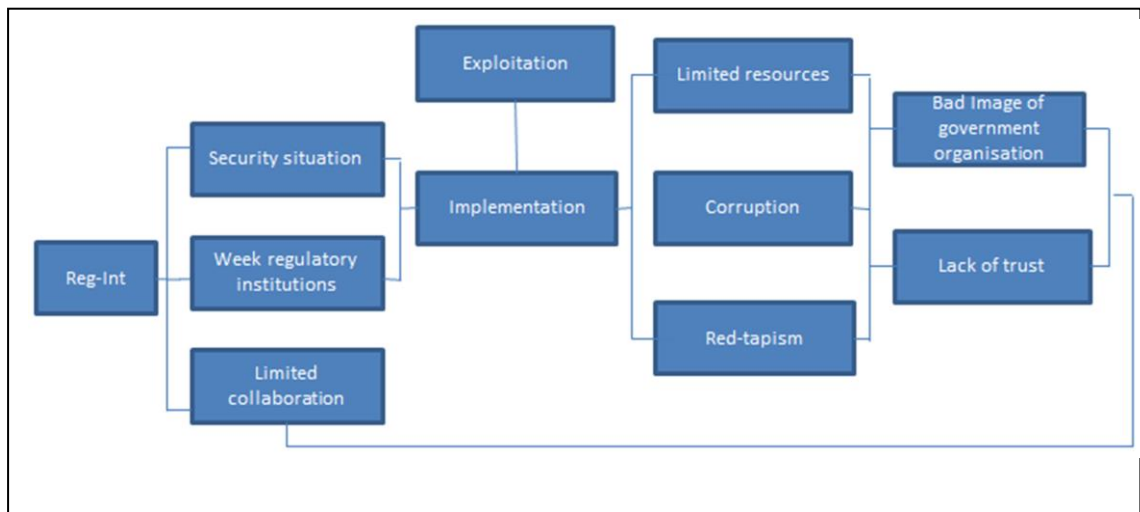 Exploitation
Limited resources
Bad Image of
government
organisation
Security situation
Implementation
Corruption
Reg-Int
Week regulatory
institutions
Lack of trust
Red-tapism
Limited
collaboration